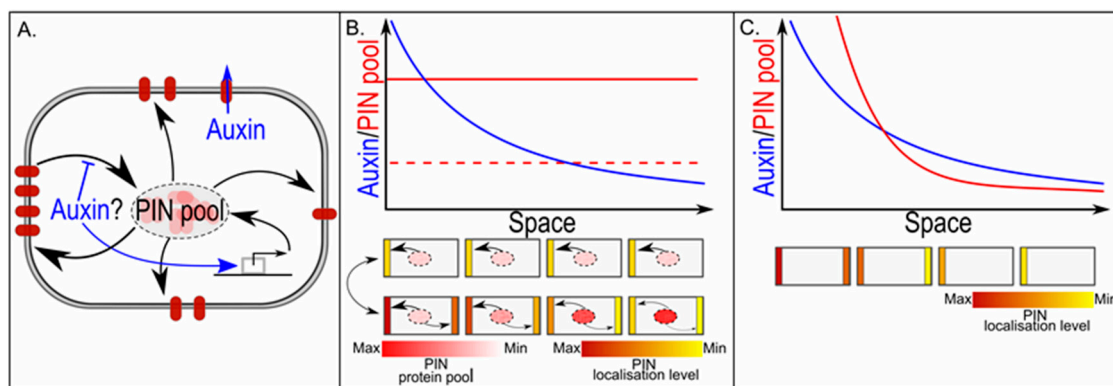 A.
Auxin
Auxin?
PIN pool
B.
Auxin/PIN pool
Space
Max
Min
PIN
protein pool
Max
Min
PIN
localisation level
C.
Auxin/PIN pool
Space
Max
Min
PIN
localisation level